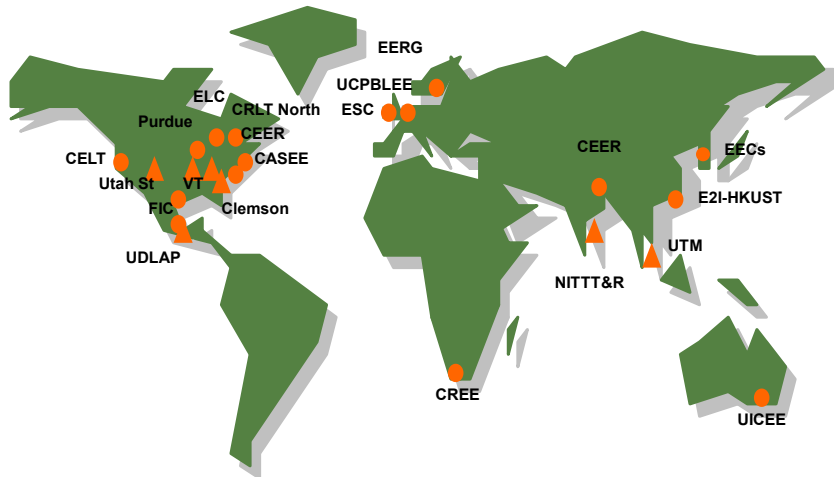 EERG
UCPBLEE
ELC
CRLT North
ESC
Purdue
CEER
CELT
CASEE
CEER
EECs
Utah St
VT
E2I-HKUST
FIC
Clemson
UDLAP
UTM
NITTT&R
CREE
UICEE